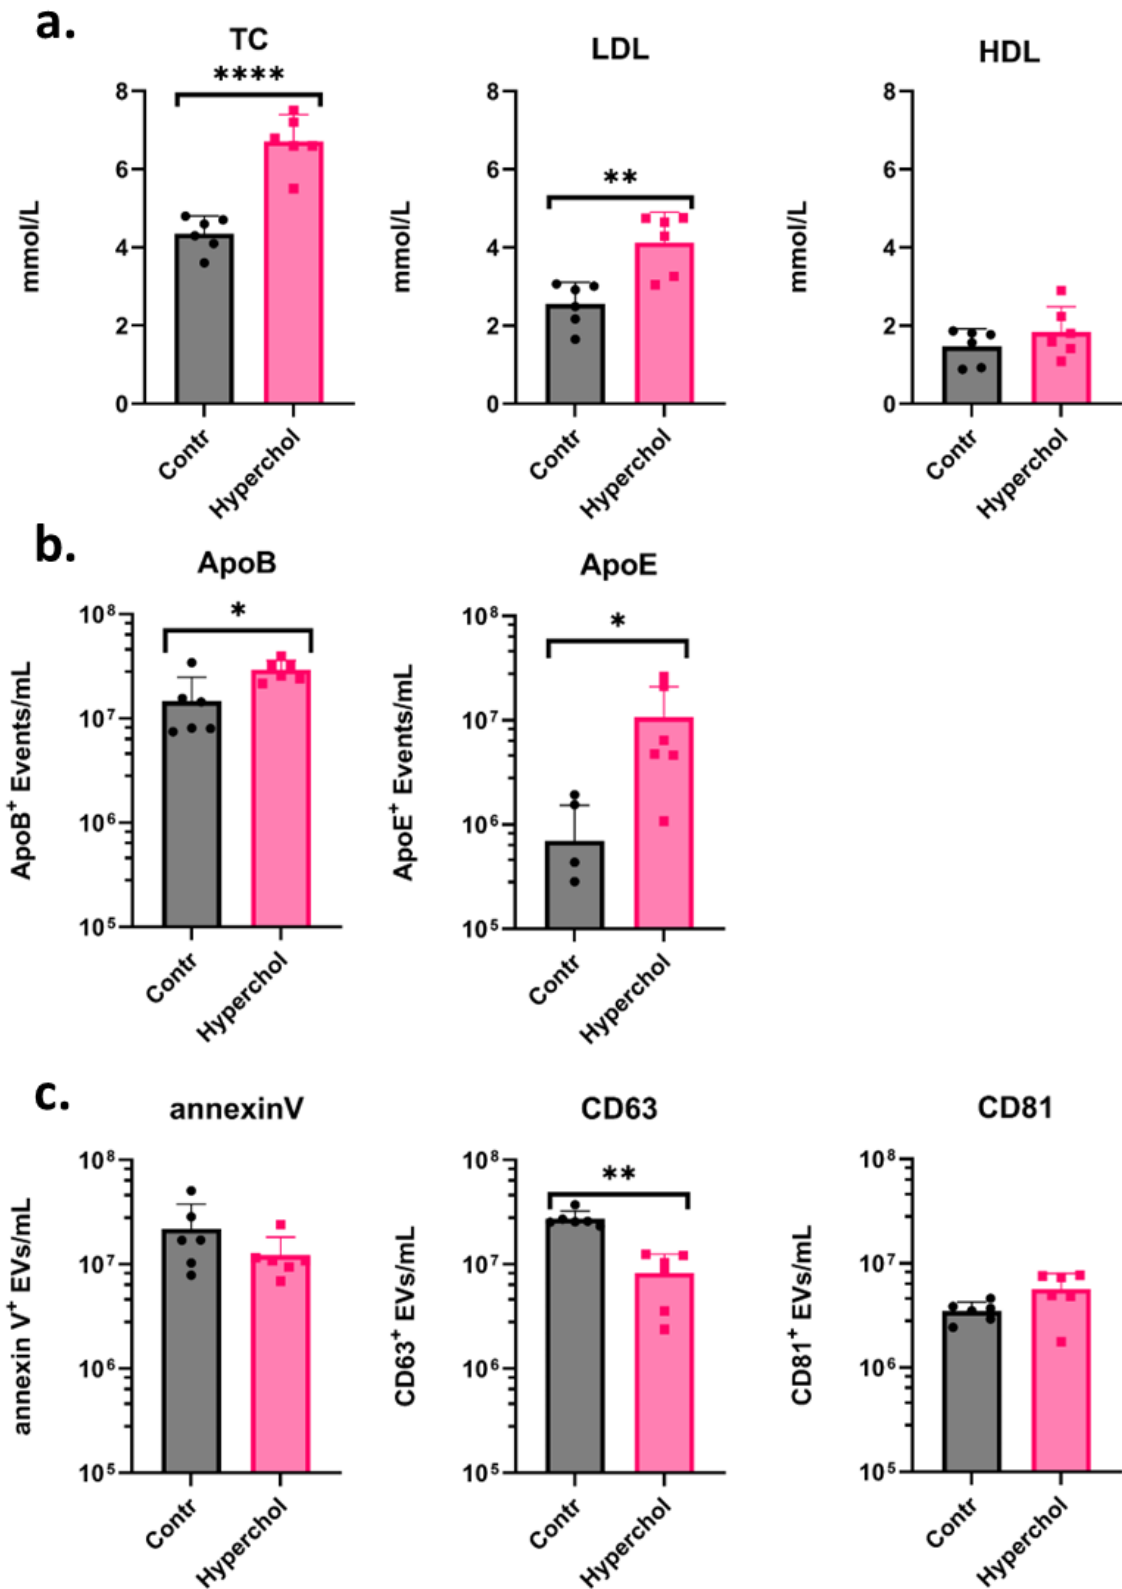 a.
TC
****
8
6
4
2
0
mmol/L
Contr
Hyperchol
LDL
**
8
6
4
2
0
mmol/L
Contr
Hyperchol
HDL
8
6
4
2
0
mmol/L
Contr
Hyperchol
b.
ApoB
*
10⁸
10⁷
10⁶
10⁵
ApoB⁺ Events/mL
Contr
Hyperchol
ApoE
*
10⁸
10⁷
10⁶
10⁵
ApoE⁺ Events/mL
Contr
Hyperchol
c.
annexinV
10⁸
10⁷
10⁶
10⁵
annexin V⁺ EVs/mL
Contr
Hyperchol
CD63
**
10⁸
10⁷
10⁶
10⁵
CD63⁺ EVs/mL
Contr
Hyperchol
CD81
10⁸
10⁷
10⁶
10⁵
CD81⁺ EVs/mL
Contr
Hyperchol